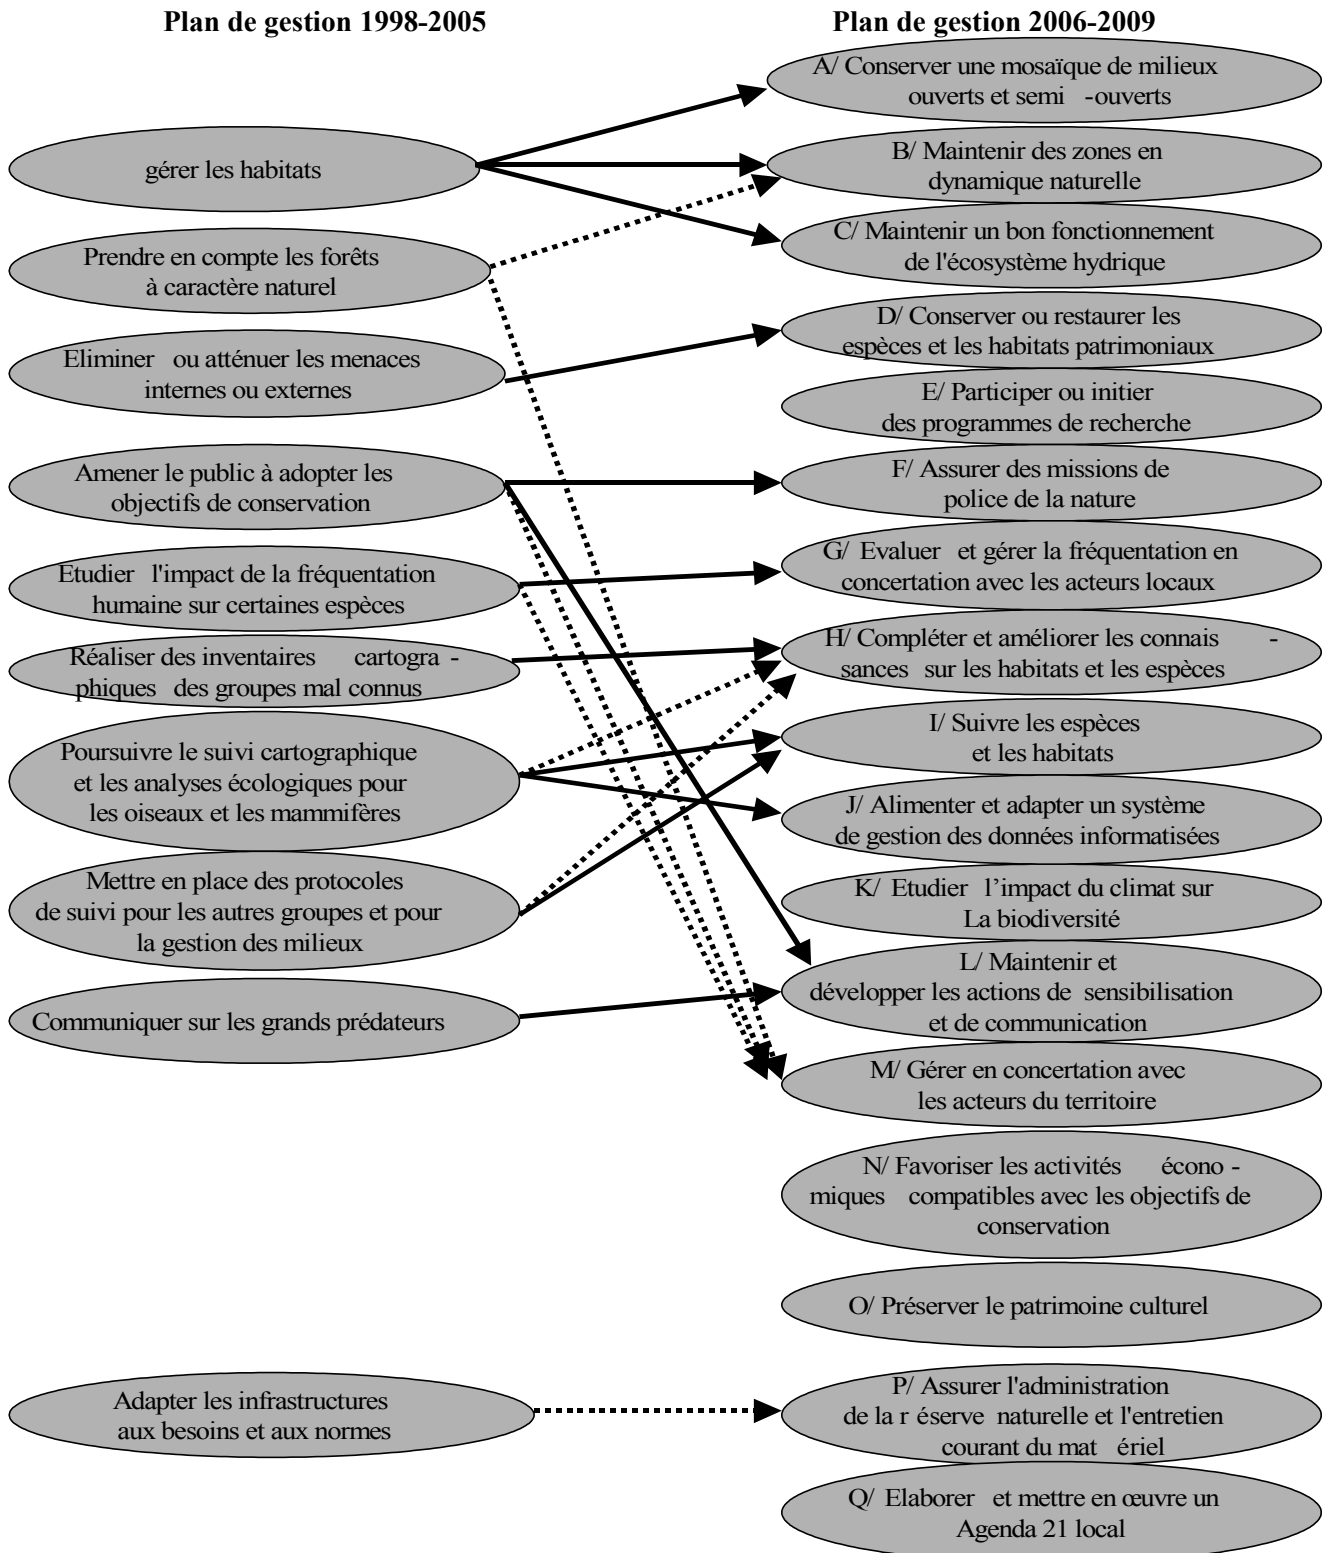 Plan de gestion 1998-2005
gérer les habitats
Prendre en compte les forêts
à caractère naturel
Eliminer ou atténuer les menaces
internes ou externes
Amener le public à adopter les
objectifs de conservation
Etudier l'impact de la fréquentation
humaine sur certaines espèces
Réaliser des inventaires cartogra -
phiques des groupes mal connus
Poursuivre le suivi cartographique
et les analyses écologiques pour
les oiseaux et les mammifères
Mettre en place des protocoles
de suivi pour les autres groupes et pour
la gestion des milieux
Communiquer sur les grands prédateurs
Adapter les infrastructures
aux besoins et aux normes
Plan de gestion 2006-2009
A/ Conserver une mosaïque de milieux
ouverts et semi -ouverts
B/ Maintenir des zones en
dynamique naturelle
C/ Maintenir un bon fonctionnement
de l'écosystème hydrique
D/ Conserver ou restaurer les
espèces et les habitats patrimoniaux
E/ Participer ou initier
des programmes de recherche
F/ Assurer des missions de
police de la nature
G/ Evaluer et gérer la fréquentation en
concertation avec les acteurs locaux
H/ Compléter et améliorer les connais -
sances sur les habitats et les espèces
I/ Suivre les espèces
et les habitats
J/ Alimenter et adapter un système
de gestion des données informatisées
K/ Etudier l’impact du climat sur
La biodiversité
L/ Maintenir et
développer les actions de sensibilisation
et de communication
M/ Gérer en concertation avec
les acteurs du territoire
N/ Favoriser les activités écono -
miques compatibles avec les objectifs de
conservation
O/ Préserver le patrimoine culturel
P/ Assurer l'administration
de la r éserve naturelle et l'entretien
courant du mat ériel
Q/ Elaborer et mettre en œuvre un
Agenda 21 local